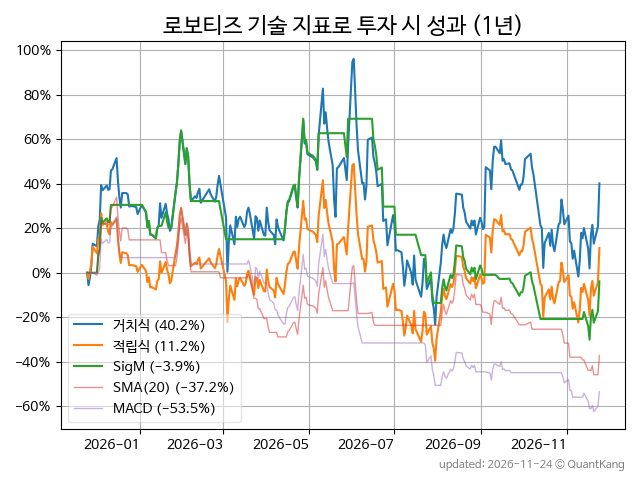 로보티즈 기술 지표로 투자 시 성과 (1년)
100%
80%
60%
40%
20%
0%
−20%
−40%
−60%
거치식 (40.2%)
적립식 (11.2%)
SigM (−3.9%)
SMA(20) (−37.2%)
MACD (−53.5%)
2026-01
2026-03
2026-05
2026-07
2026-09
2026-11
updated: 2026-11-24 © QuantKang